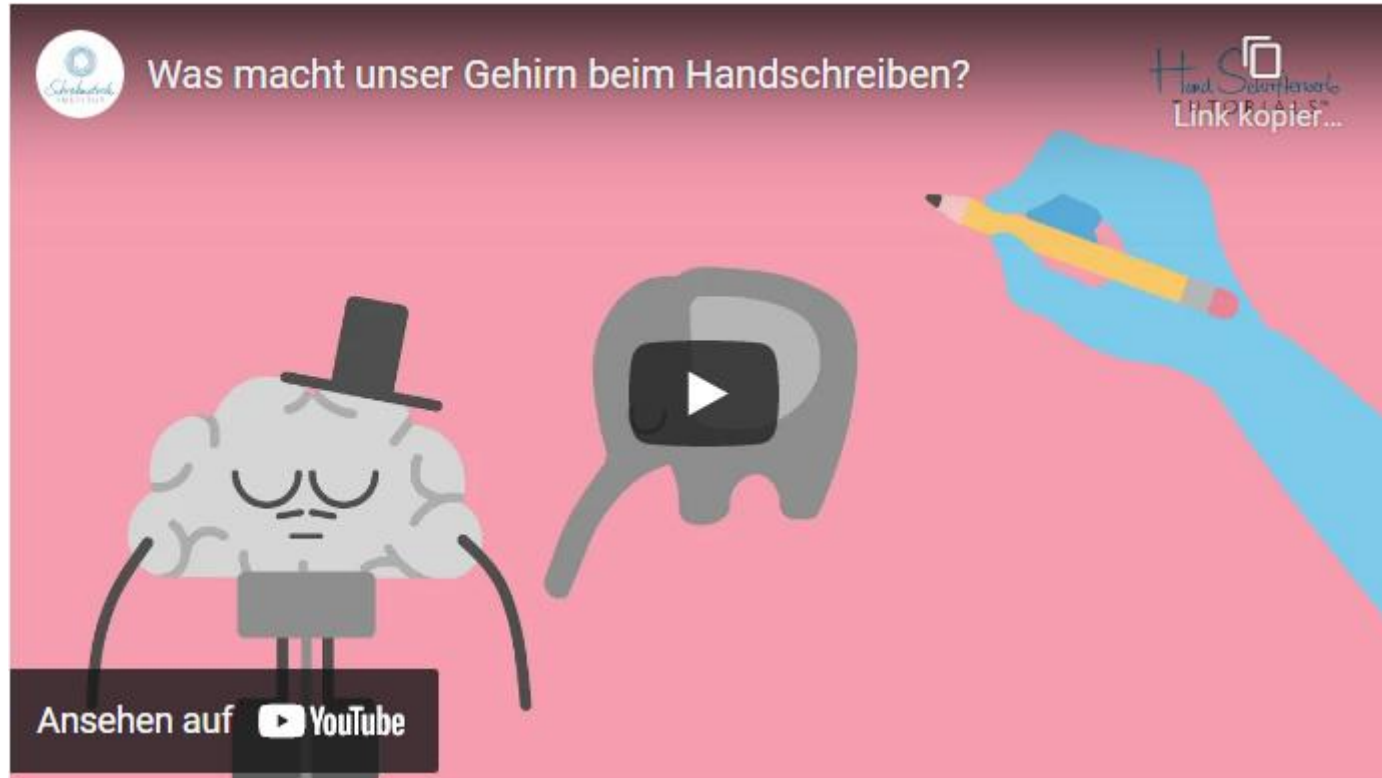 Was macht unser Gehirn beim Handschreiben?
TUTORIALS
Link kopier...
Ansehen auf YouTube